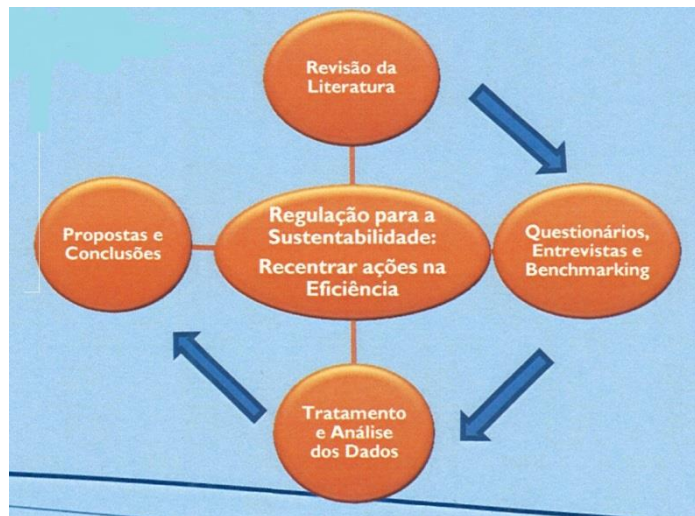 Revisão da
Literatura
Propostas e
Conclusões
Regulação para a
Sustentabilidade:
Recentrar ações na
Eficiência
Questionários,
Entrevistas e
Benchmarking
Tratamento
e Análise
dos Dados